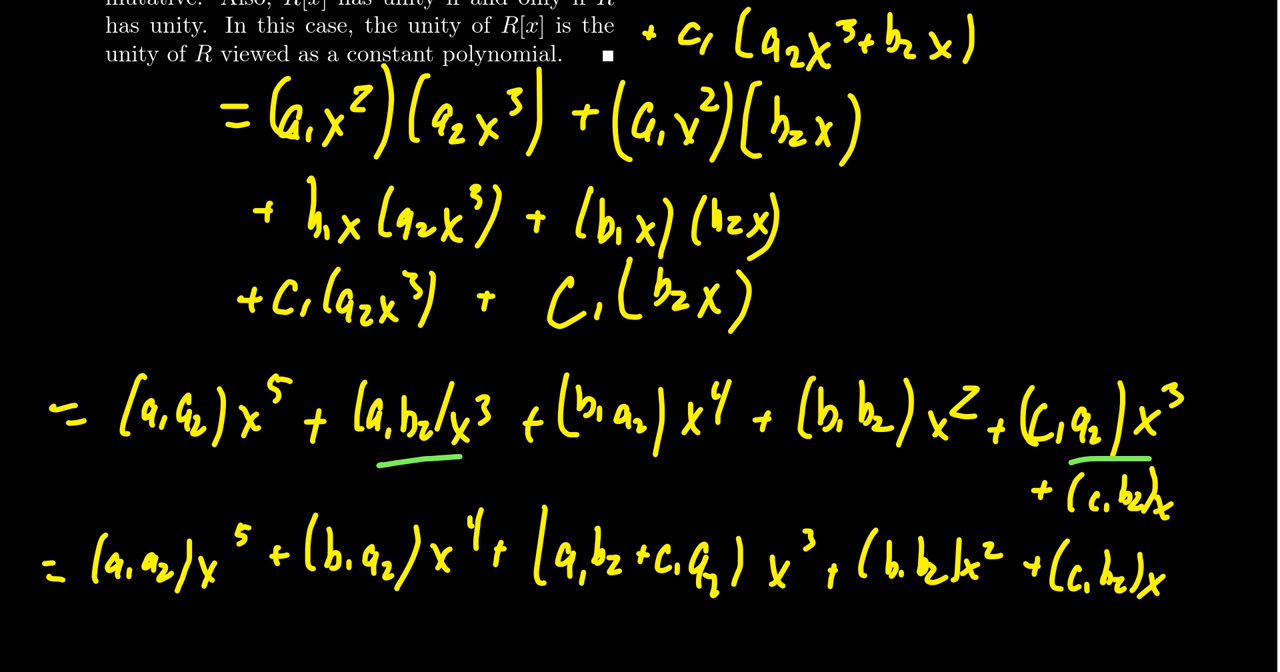 mutative. Also, R[x] has unity if and only if R
has unity. In this case, the unity of R[x] is the
unity of R viewed as a constant polynomial. ■
+ c₁(a₂x³+b₂x)
= (a₁x²)(a₂x³) + (a₁x²)(b₂x)
+ b₁x(a₂x³) + (b₁x)(b₂x)
+ c₁(a₂x³) + c₁(b₂x)
= (a₁a₂)x⁵ + (a₁b₂)x³ + (b₁a₂)x⁴ + (b₁b₂)x² + (c₁a₂)x³
+ (c₁b₂)x
= (a₁a₂)x⁵ + (b₁a₂)x⁴ + (a₁b₂+c₁a₂)x³ + (b₁b₂)x² + (c₁b₂)x